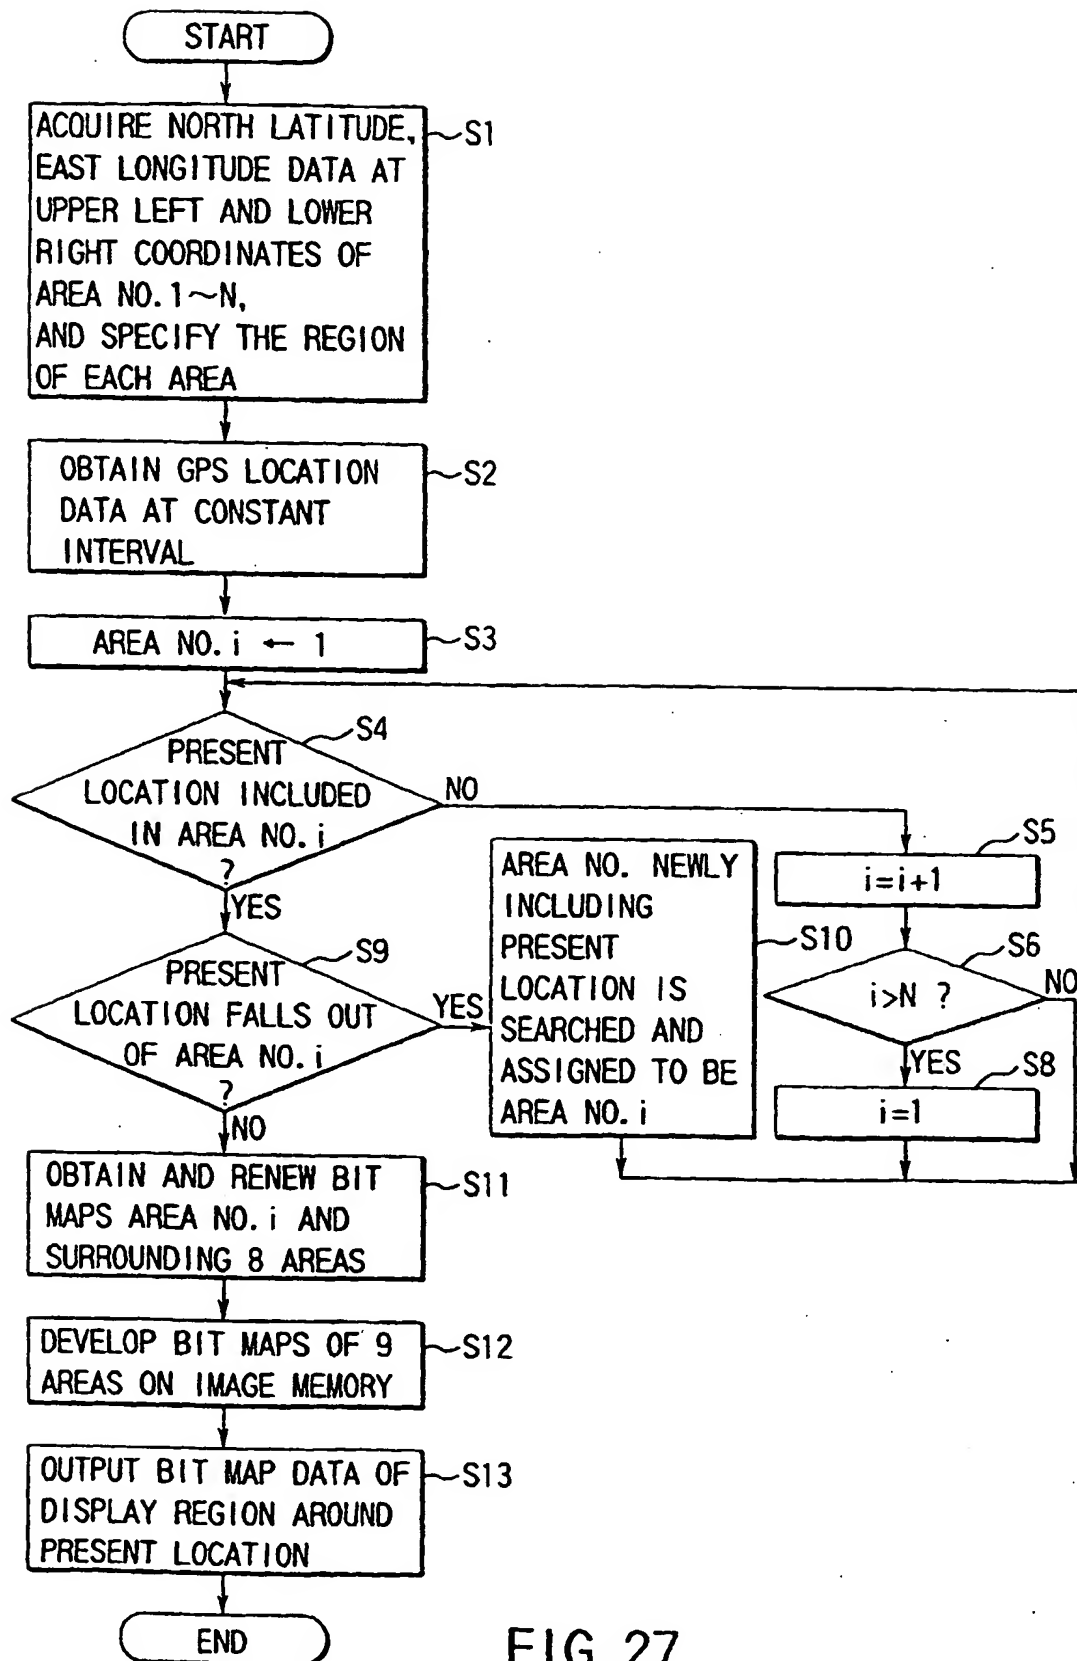 START
ACQUIRE NORTH LATITUDE,
EAST LONGITUDE DATA AT
UPPER LEFT AND LOWER
RIGHT COORDINATES OF
AREA NO.1~N,
AND SPECIFY THE REGION
OF EACH AREA
S1
OBTAIN GPS LOCATION
DATA AT CONSTANT
INTERVAL
S2
AREA NO.i ← 1
S3
PRESENT
LOCATION INCLUDED
IN AREA NO.i
?
S4
NO
YES
i=i+1
S5
i>N ?
S6
NO
YES
i=1
S8
PRESENT
LOCATION FALLS OUT
OF AREA NO.i
?
S9
YES
NO
AREA NO. NEWLY
INCLUDING
PRESENT
LOCATION IS
SEARCHED AND
ASSIGNED TO BE
AREA NO.i
S10
OBTAIN AND RENEW BIT
MAPS AREA NO.i AND
SURROUNDING 8 AREAS
S11
DEVELOP BIT MAPS OF 9
AREAS ON IMAGE MEMORY
S12
OUTPUT BIT MAP DATA OF
DISPLAY REGION AROUND
PRESENT LOCATION
S13
END
FIG.27